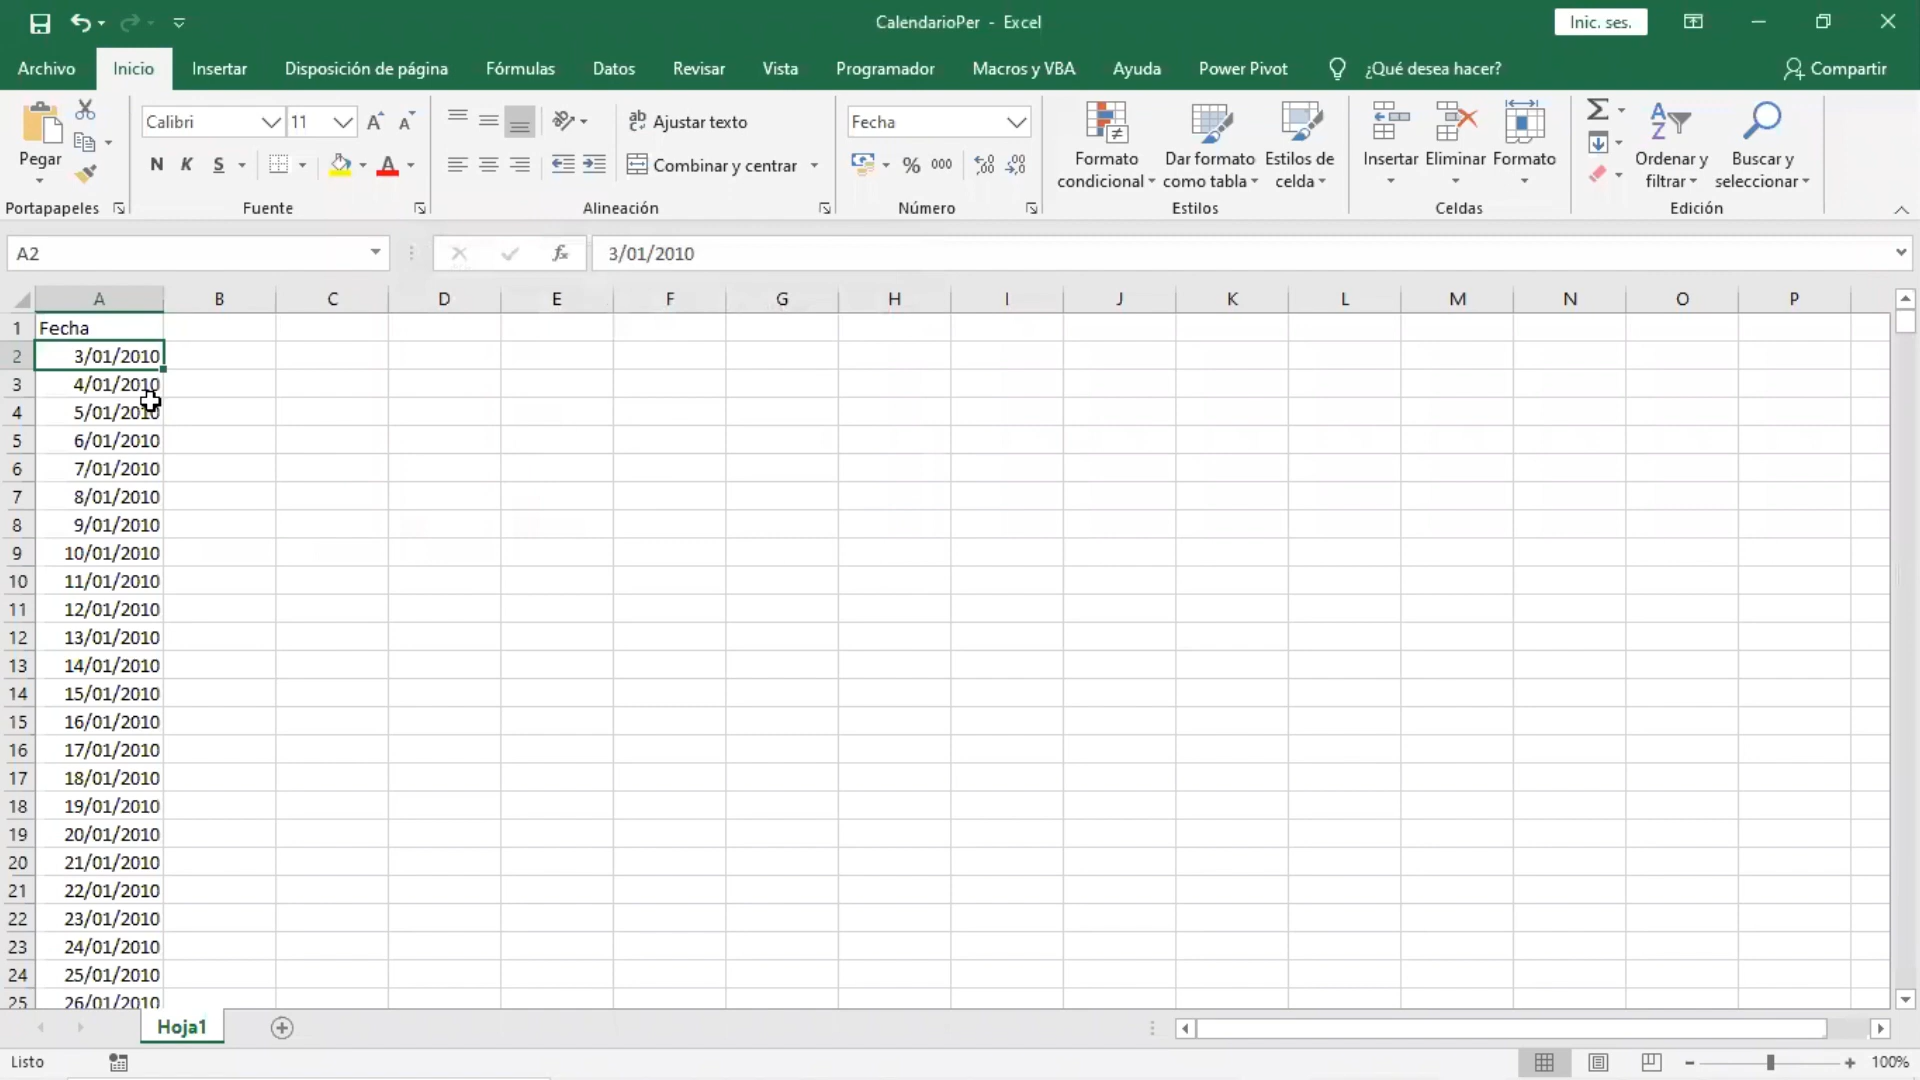 CalendarioPer - Excel
Inic. ses.
Archivo Inicio Insertar Disposición de página Fórmulas Datos Revisar Vista Programador Macros y VBA Ayuda Power Pivot ¿Qué desea hacer? Compartir
Pegar
Portapapeles
Calibri 11
N K S A
Fuente
Ajustar texto
Combinar y centrar
Alineación
Fecha
% 000
Número
Formato condicional
Dar formato como tabla
Estilos de celda
Estilos
Insertar Eliminar Formato
Celdas
Ordenar y filtrar
Buscar y seleccionar
Edición
A2 fx 3/01/2010
A B C D E F G H I J K L M N O P
1 Fecha
2 3/01/2010
3 4/01/2010
4 5/01/2010
5 6/01/2010
6 7/01/2010
7 8/01/2010
8 9/01/2010
9 10/01/2010
10 11/01/2010
11 12/01/2010
12 13/01/2010
13 14/01/2010
14 15/01/2010
15 16/01/2010
16 17/01/2010
17 18/01/2010
18 19/01/2010
19 20/01/2010
20 21/01/2010
21 22/01/2010
22 23/01/2010
23 24/01/2010
24 25/01/2010
25 26/01/2010
Hoja1
Listo 100%